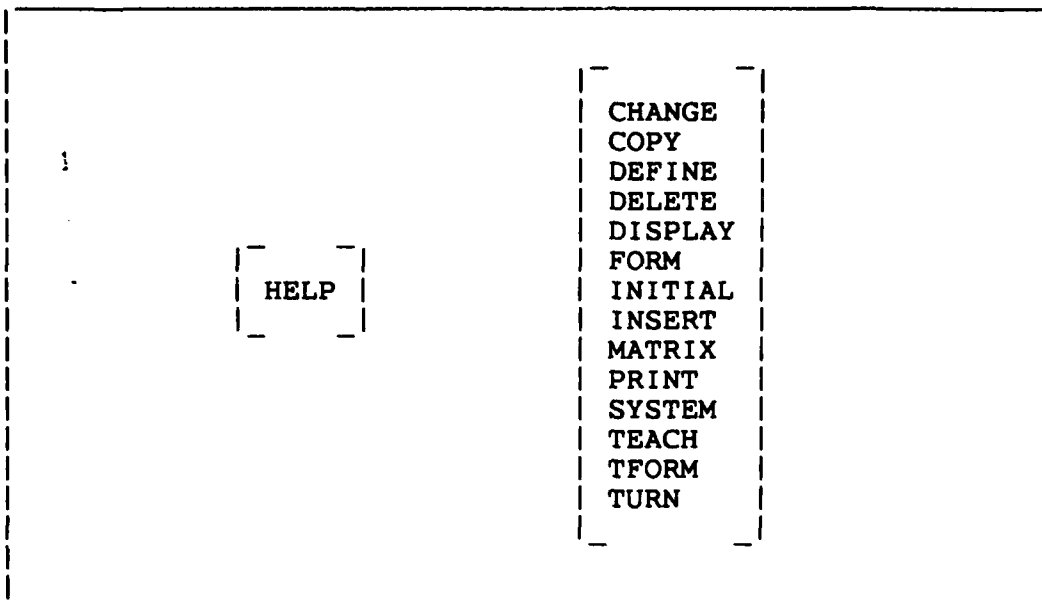 CHANGE
COPY
DEFINE
DELETE
DISPLAY
FORM
HELP
INITIAL
INSERT
MATRIX
PRINT
SYSTEM
TEACH
TFORM
TURN